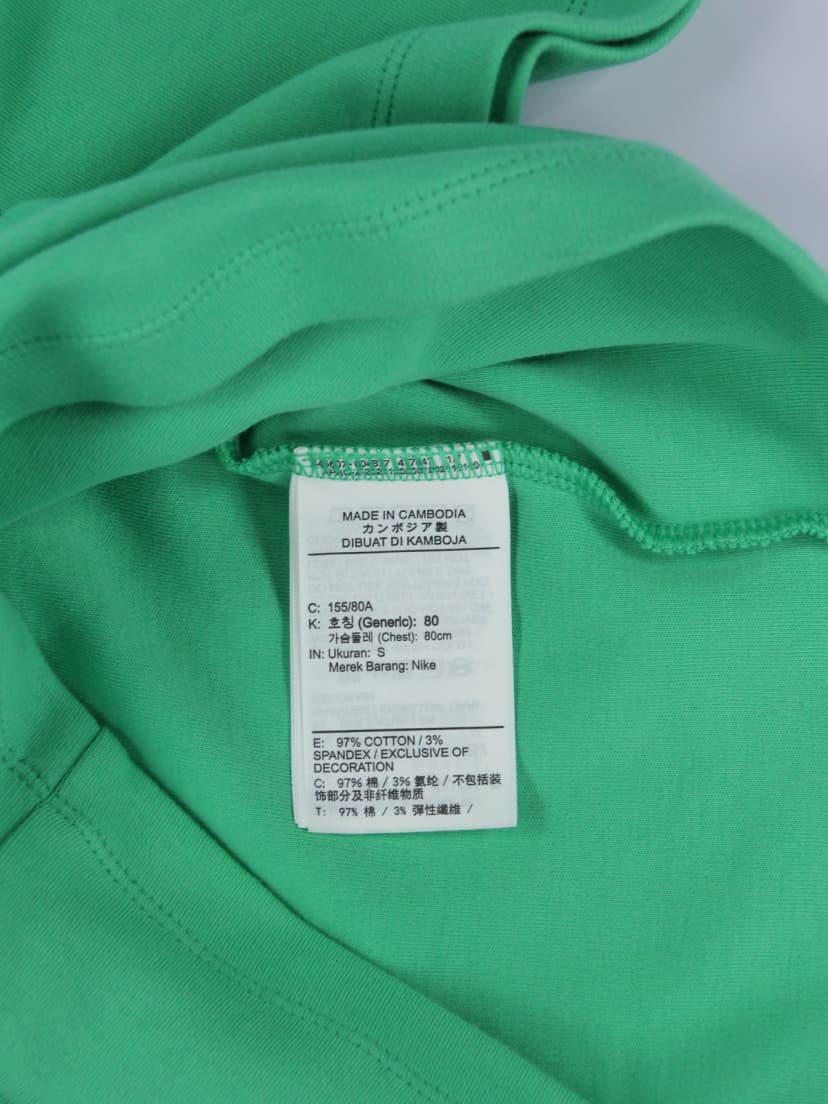 MADE IN CAMBODIA
カンボジア製
DIBUAT DI KAMBOJA
C: 155/80A
K: 호칭 (Generic): 80
가슴둘레 (Chest): 80cm
IN: Ukuran: S
Merek Barang: Nike
E: 97% COTTON / 3%
SPANDEX / EXCLUSIVE OF
DECORATION
C: 97% 棉 / 3% 氨纶 / 不包括装
饰部分及非纤维物质
T: 97% 棉 / 3% 彈性纖維 /